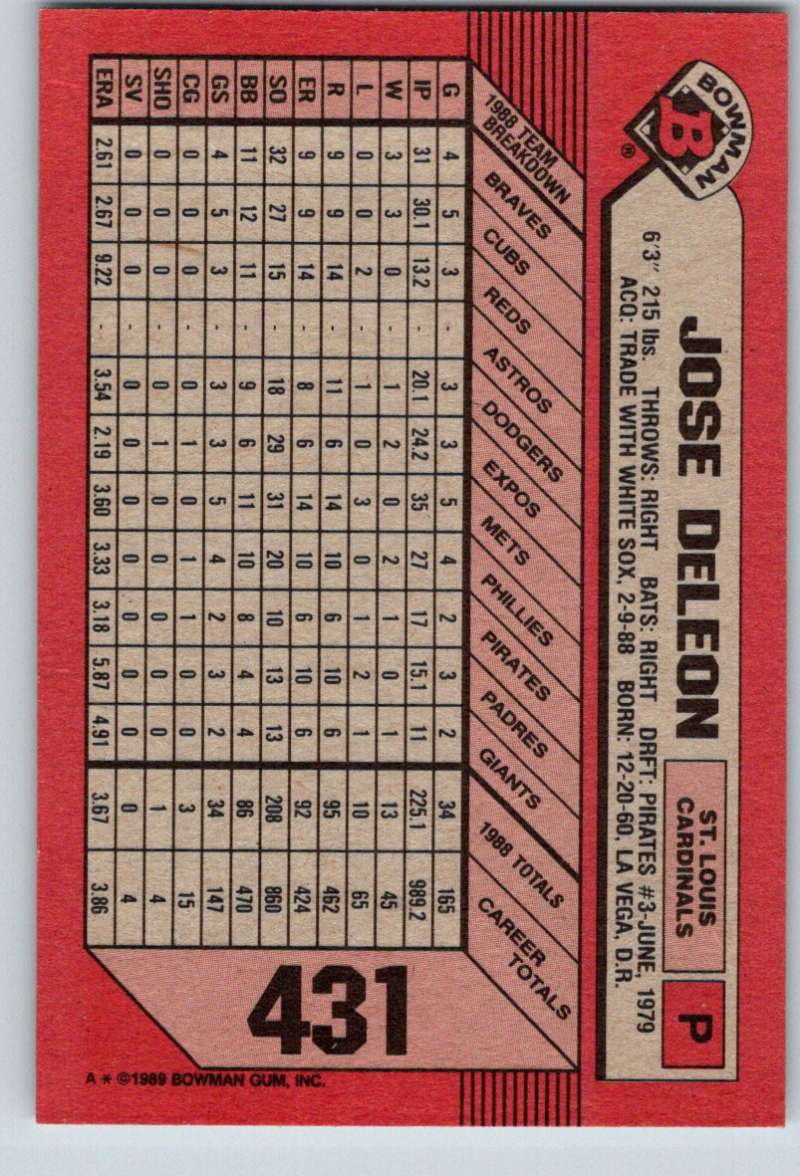 BOWMAN
B
®
JOSE DELEON
ST. LOUIS
CARDINALS
P
6'3" 215 lbs. THROWS: RIGHT BATS: RIGHT DRFT: PIRATES #3-JUNE, 1979
ACQ: TRADE WITH WHITE SOX, 2-9-88 BORN: 12-20-60, LA VEGA, D.R.
1988 TEAM
BREAKDOWN
BRAVES
CUBS
REDS
ASTROS
DODGERS
EXPOS
METS
PHILLIES
PIRATES
PADRES
GIANTS
1988 TOTALS
CAREER
TOTALS
G 4 5 3 - 3 3 5 4 2 3 2 34 165
IP 31 30.1 13.2 - 20.1 24.2 35 27 17 15.1 11 225.1 989.2
W 3 3 0 - 1 2 0 2 1 0 1 13 45
L 0 0 2 - 1 0 3 0 1 2 1 10 65
R 9 9 14 - 11 6 14 10 6 10 6 95 462
ER 9 9 14 - 8 6 14 10 6 10 6 92 424
SO 32 27 15 - 18 29 31 20 10 13 13 208 860
BB 11 12 11 - 9 6 11 10 8 4 4 86 470
GS 4 5 3 - 3 3 5 4 2 3 2 34 147
CG 0 0 0 - 0 1 0 1 1 0 0 3 15
SHO 0 0 0 - 0 1 0 0 0 0 0 1 4
SV 0 0 0 - 0 0 0 0 0 0 0 0 4
ERA 2.61 2.67 9.22 - 3.54 2.19 3.60 3.33 3.18 5.87 4.91 3.67 3.86
431
A * ©1989 BOWMAN GUM, INC.